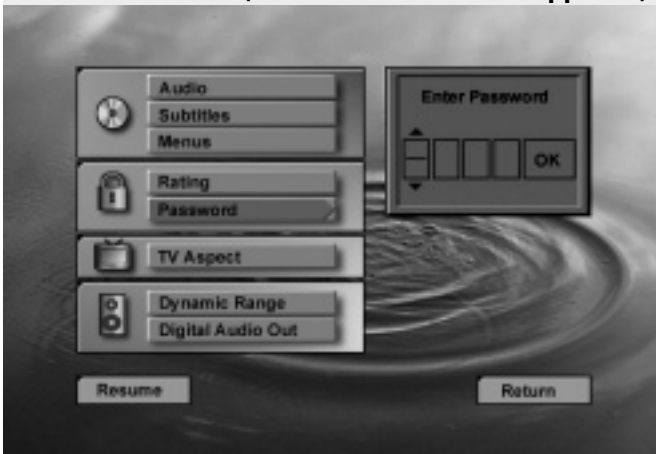 Audio
Subtitles
Menus
Rating
Password
TV Aspect
Dynamic Range
Digital Audio Out
Enter Password
OK
Resume
Return